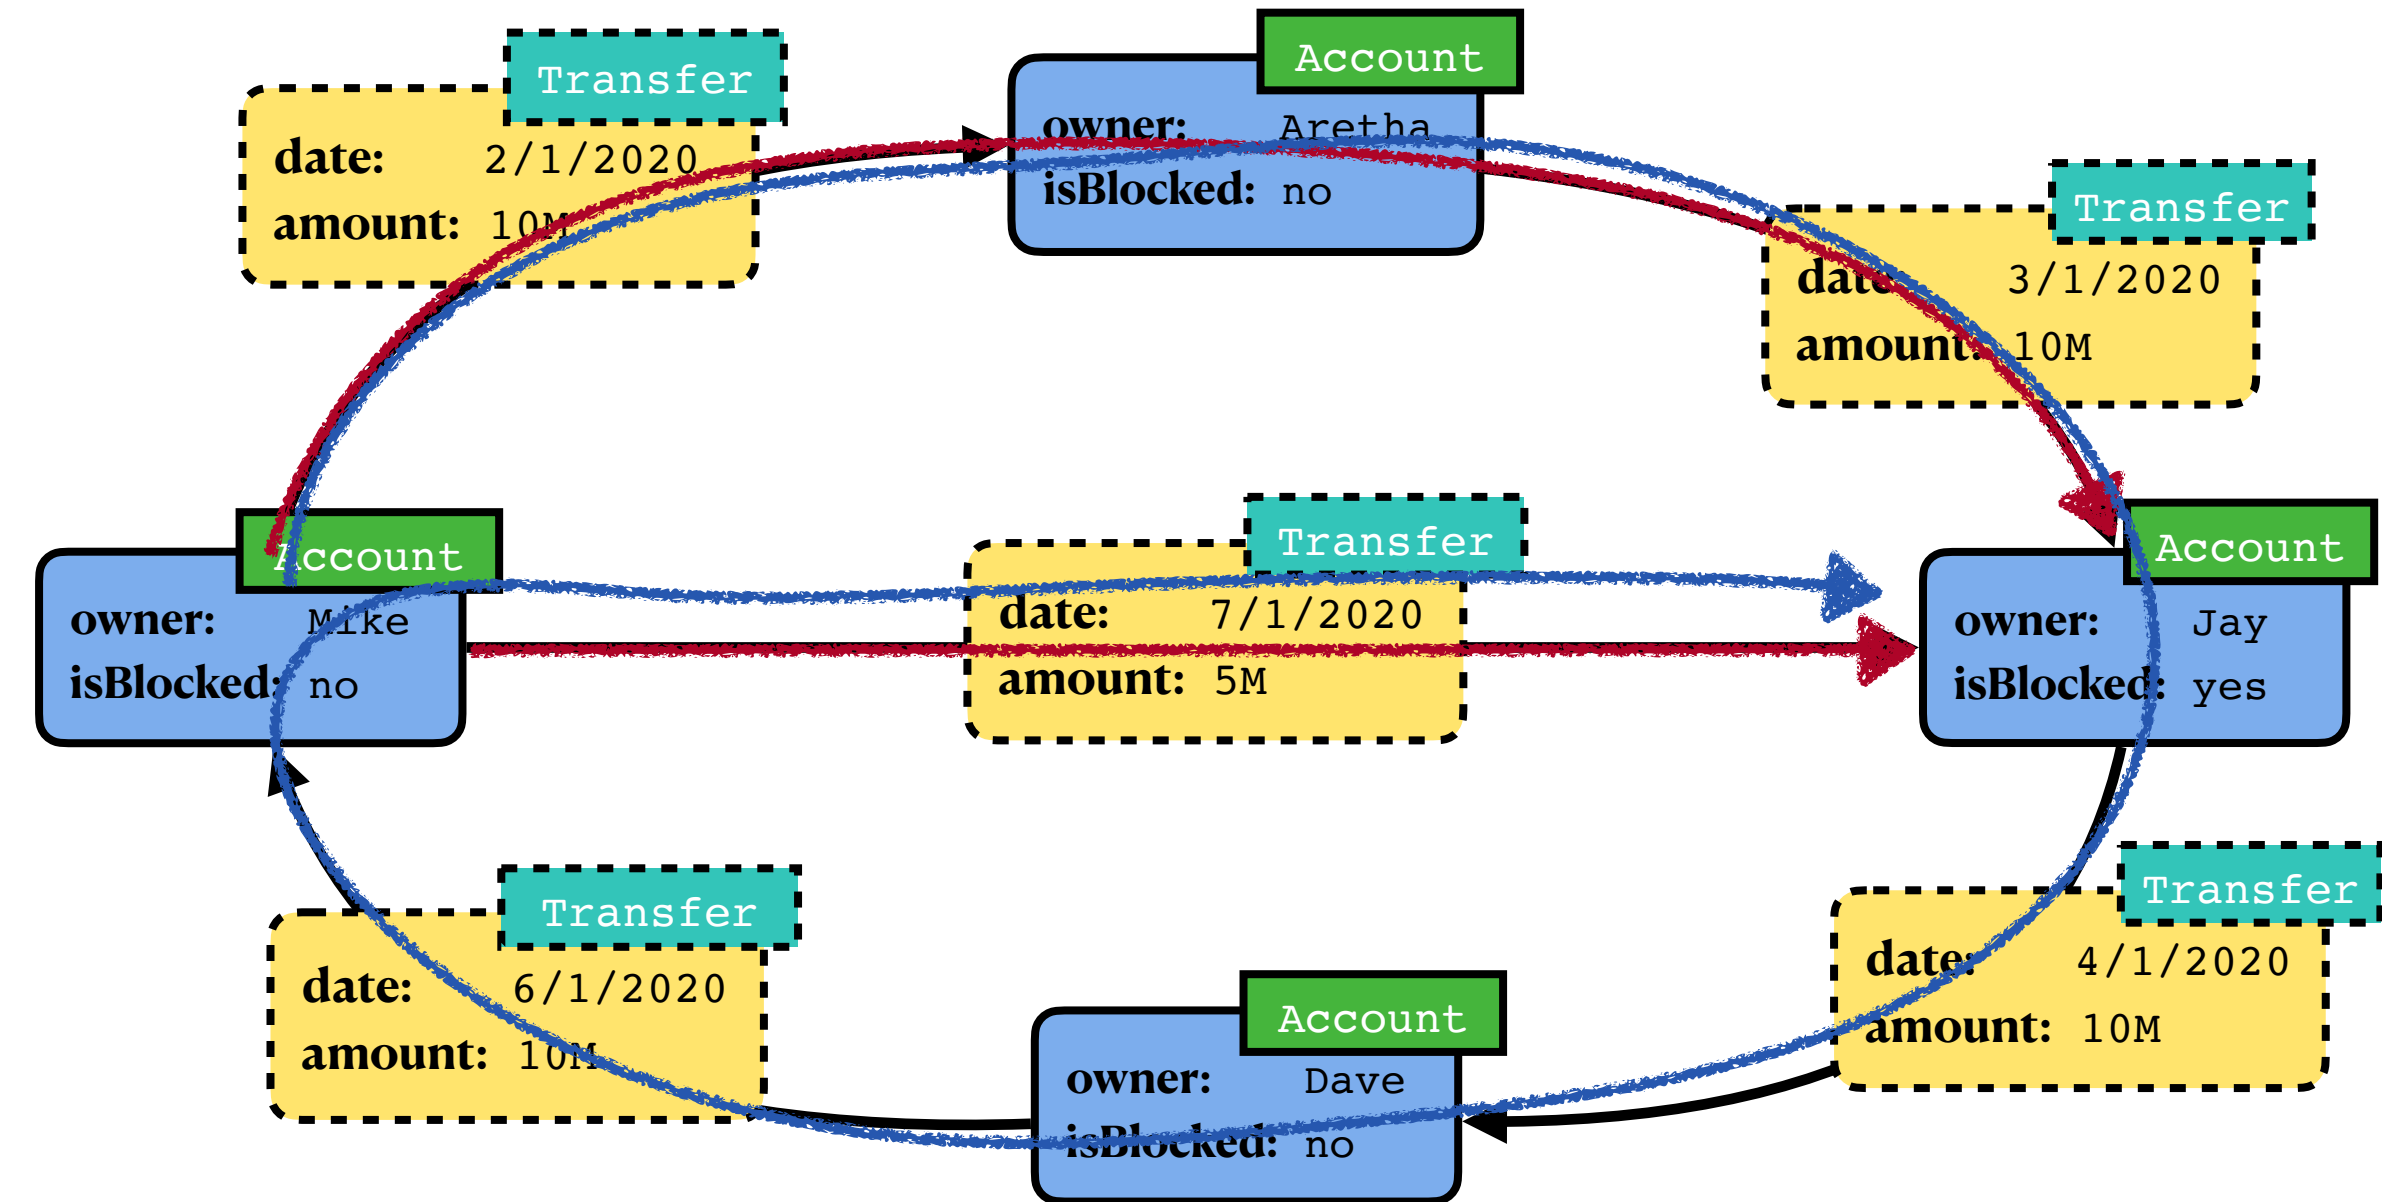 Account
owner: Aretha
isBlocked: no
Transfer
date: 2/1/2020
amount: 10M
Transfer
date: 3/1/2020
amount: 10M
Account
owner: Mike
isBlocked: no
Transfer
date: 7/1/2020
amount: 5M
Account
owner: Jay
isBlocked: yes
Transfer
date: 6/1/2020
amount: 10M
Account
owner: Dave
isBlocked: no
Transfer
date: 4/1/2020
amount: 10M